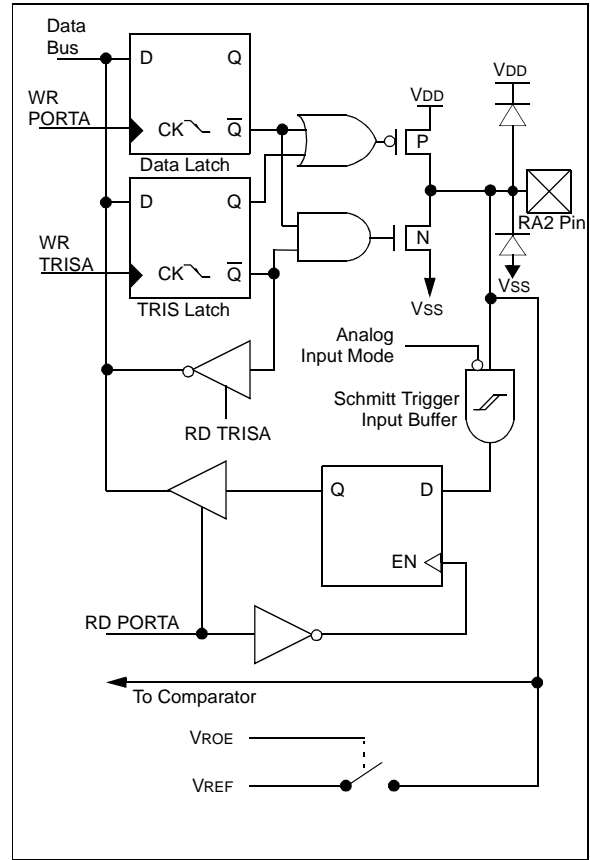 Data
Bus
D
Q
WR
PORTA
CK
Q̅
Data Latch
D
Q
WR
TRISA
CK
Q̅
TRIS Latch
VDD
P
VDD
RA2 Pin
N
VSS
VSS
Analog
Input Mode
Schmitt Trigger
Input Buffer
RD TRISA
Q
D
EN
RD PORTA
To Comparator
VROE
VREF